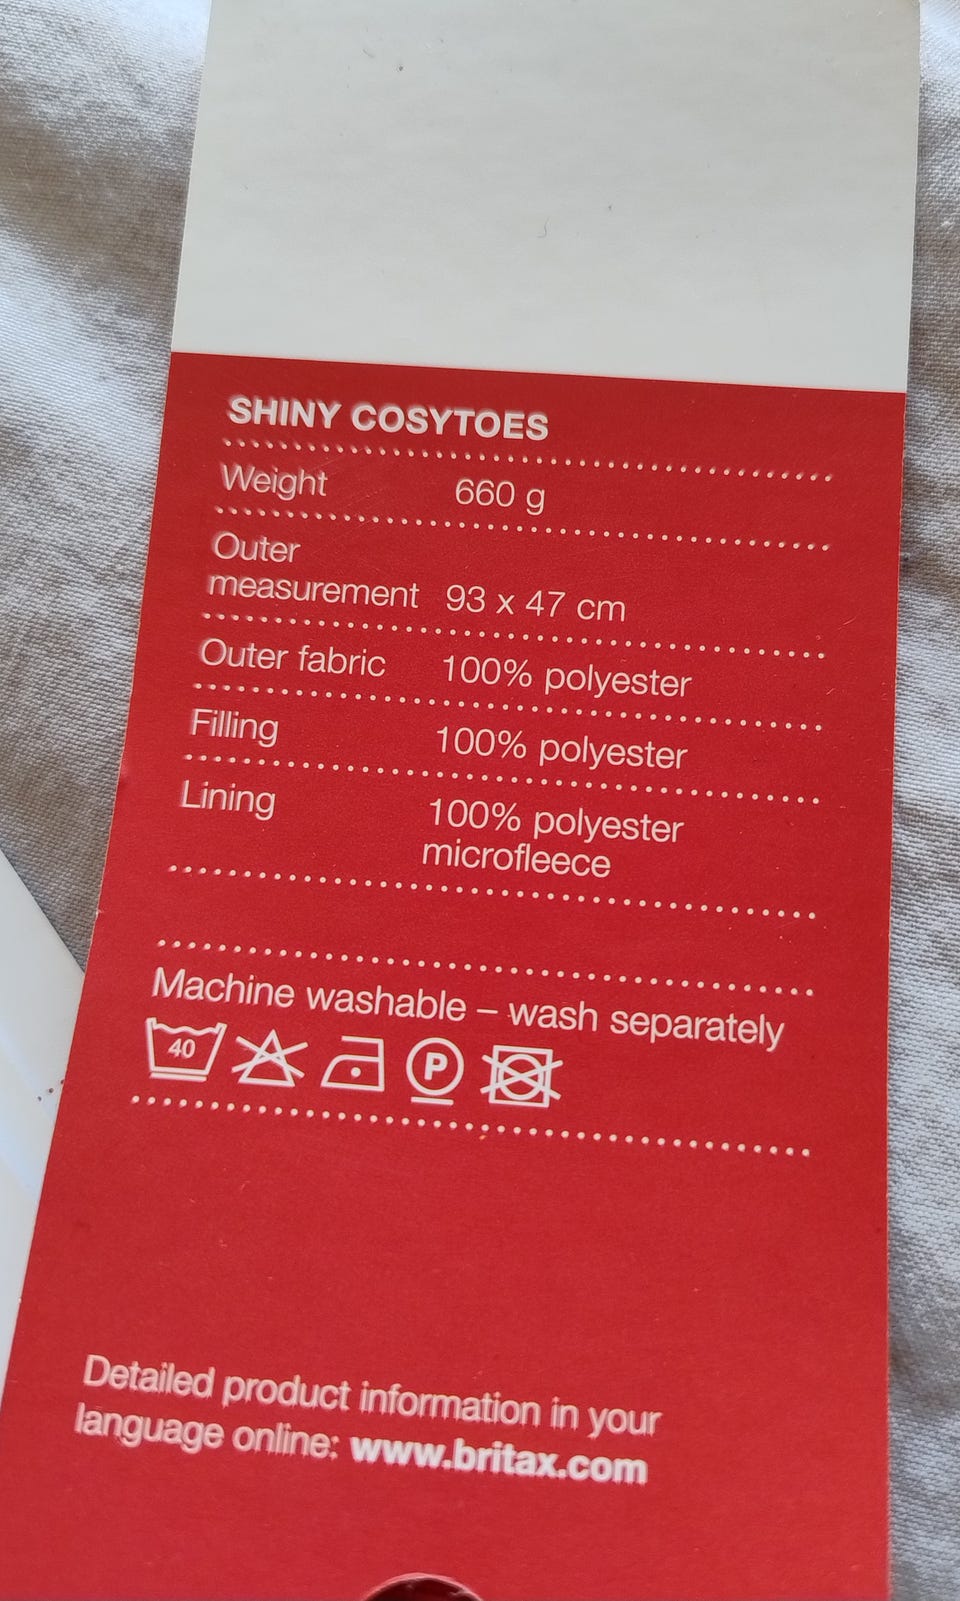 SHINY COSYTOES
Weight 660 g
Outer
measurement 93 x 47 cm
Outer fabric 100% polyester
Filling 100% polyester
Lining 100% polyester
microfleece
Machine washable – wash separately
40 P
Detailed product information in your
language online: www.britax.com